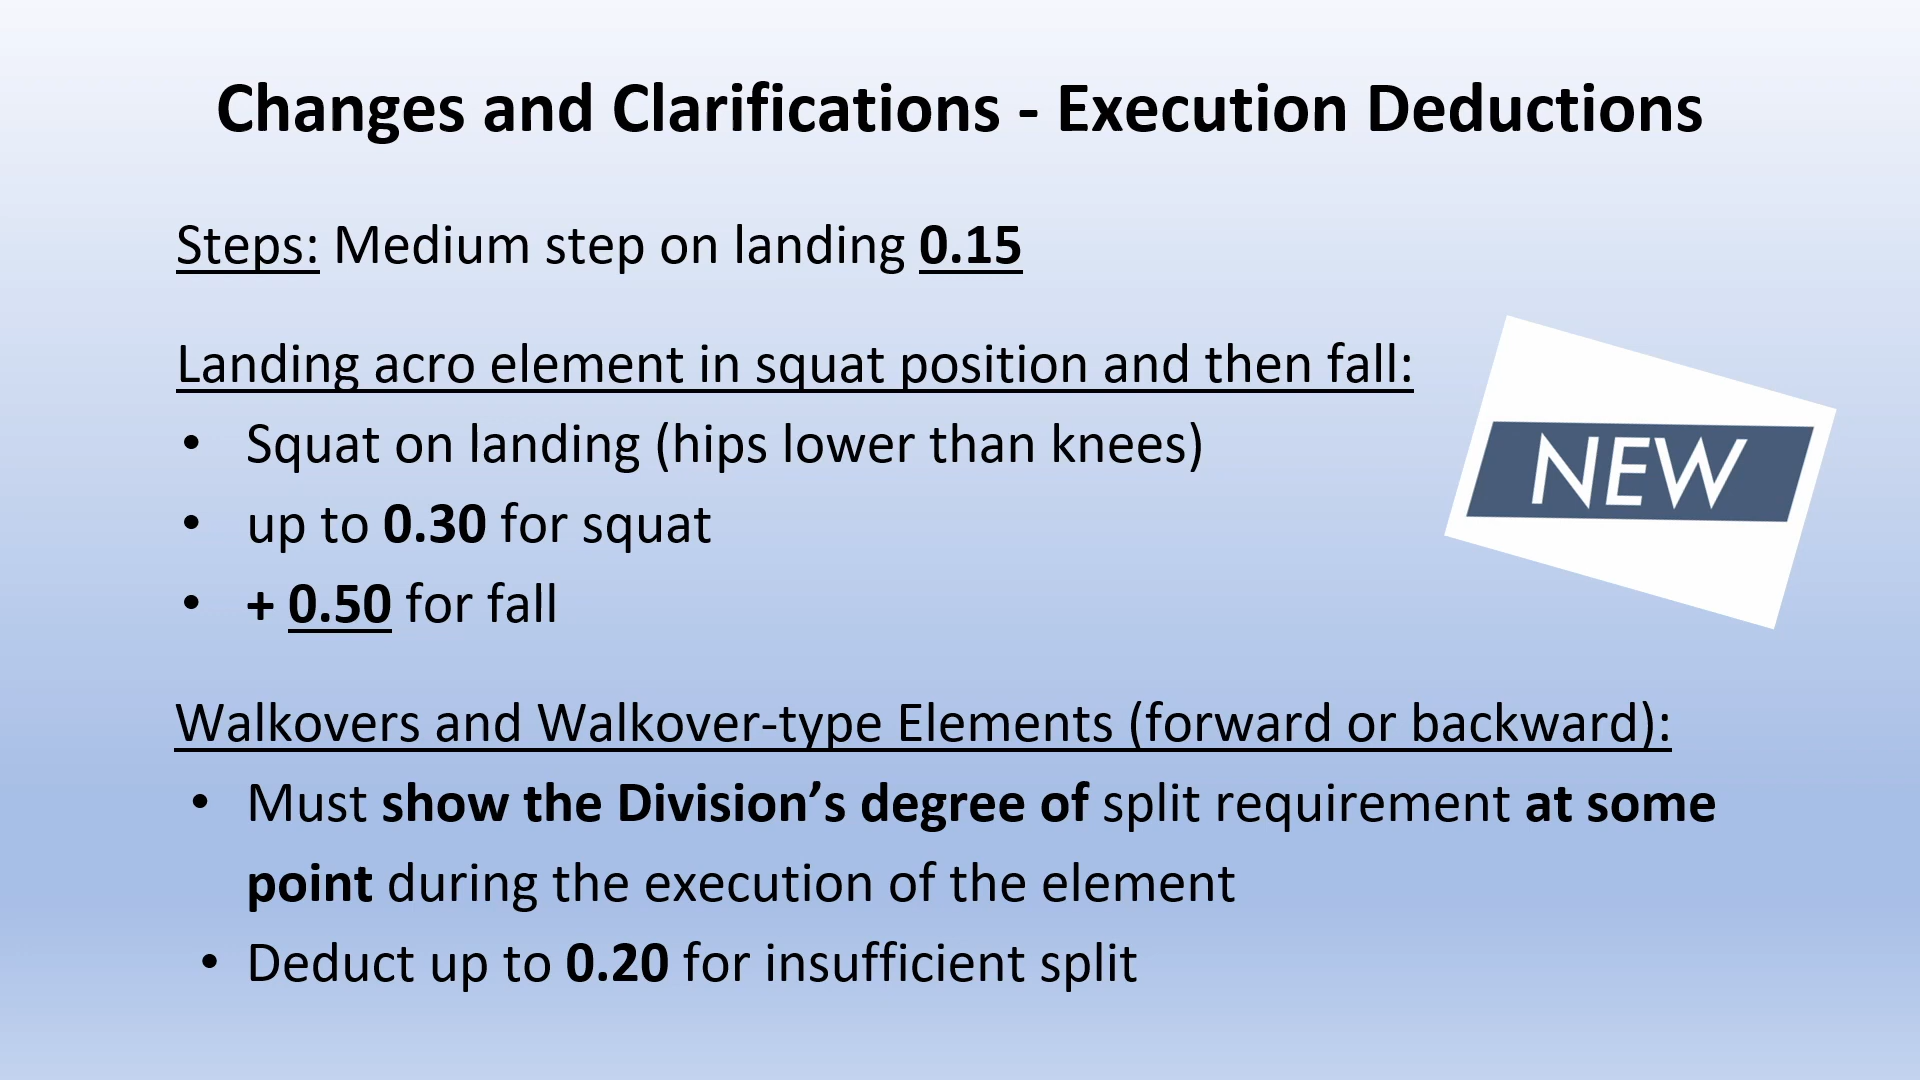 Changes and Clarifications - Execution Deductions
Steps: Medium step on landing 0.15
Landing acro element in squat position and then fall:
• Squat on landing (hips lower than knees)
• up to 0.30 for squat
• + 0.50 for fall
NEW
Walkovers and Walkover-type Elements (forward or backward):
• Must show the Division’s degree of split requirement at some
point during the execution of the element
• Deduct up to 0.20 for insufficient split